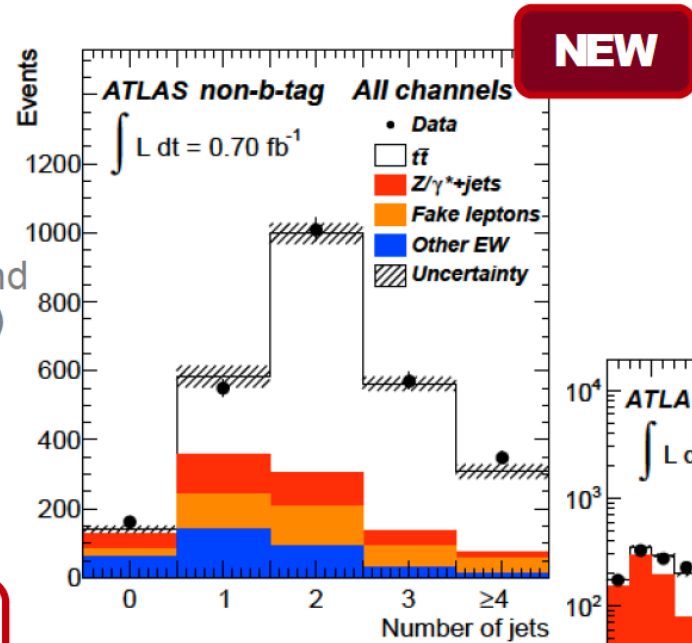 NEW
Events
ATLAS non-b-tag All channels
∫ L dt = 0.70 fb⁻¹
Data
tt̄
Z/γ*+jets
Fake leptons
Other EW
Uncertainty
1200
1000
800
600
400
200
0
0 1 2 3 ≥4
Number of jets
)
10⁴
10³
10²
∫ L